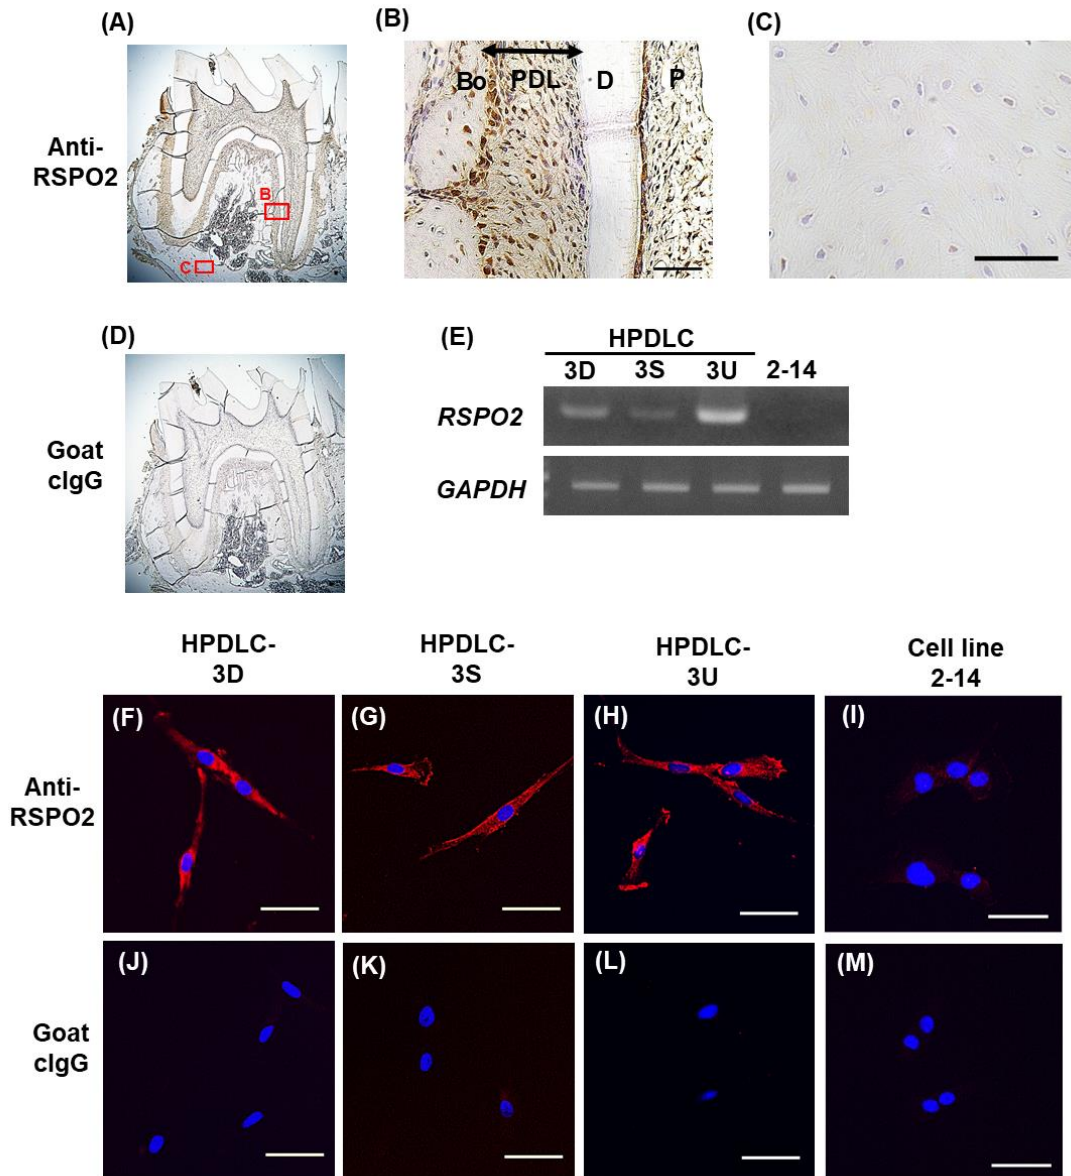 (A)
(B)
(C)
Anti-
RSPO2
B
C
Bo PDL D P
(D)
(E)
Goat
cIgG
HPDLC
3D 3S 3U 2-14
RSPO2
GAPDH
HPDLC-
3D
HPDLC-
3S
HPDLC-
3U
Cell line
2-14
Anti-
RSPO2
(F)
(G)
(H)
(I)
Goat
cIgG
(J)
(K)
(L)
(M)